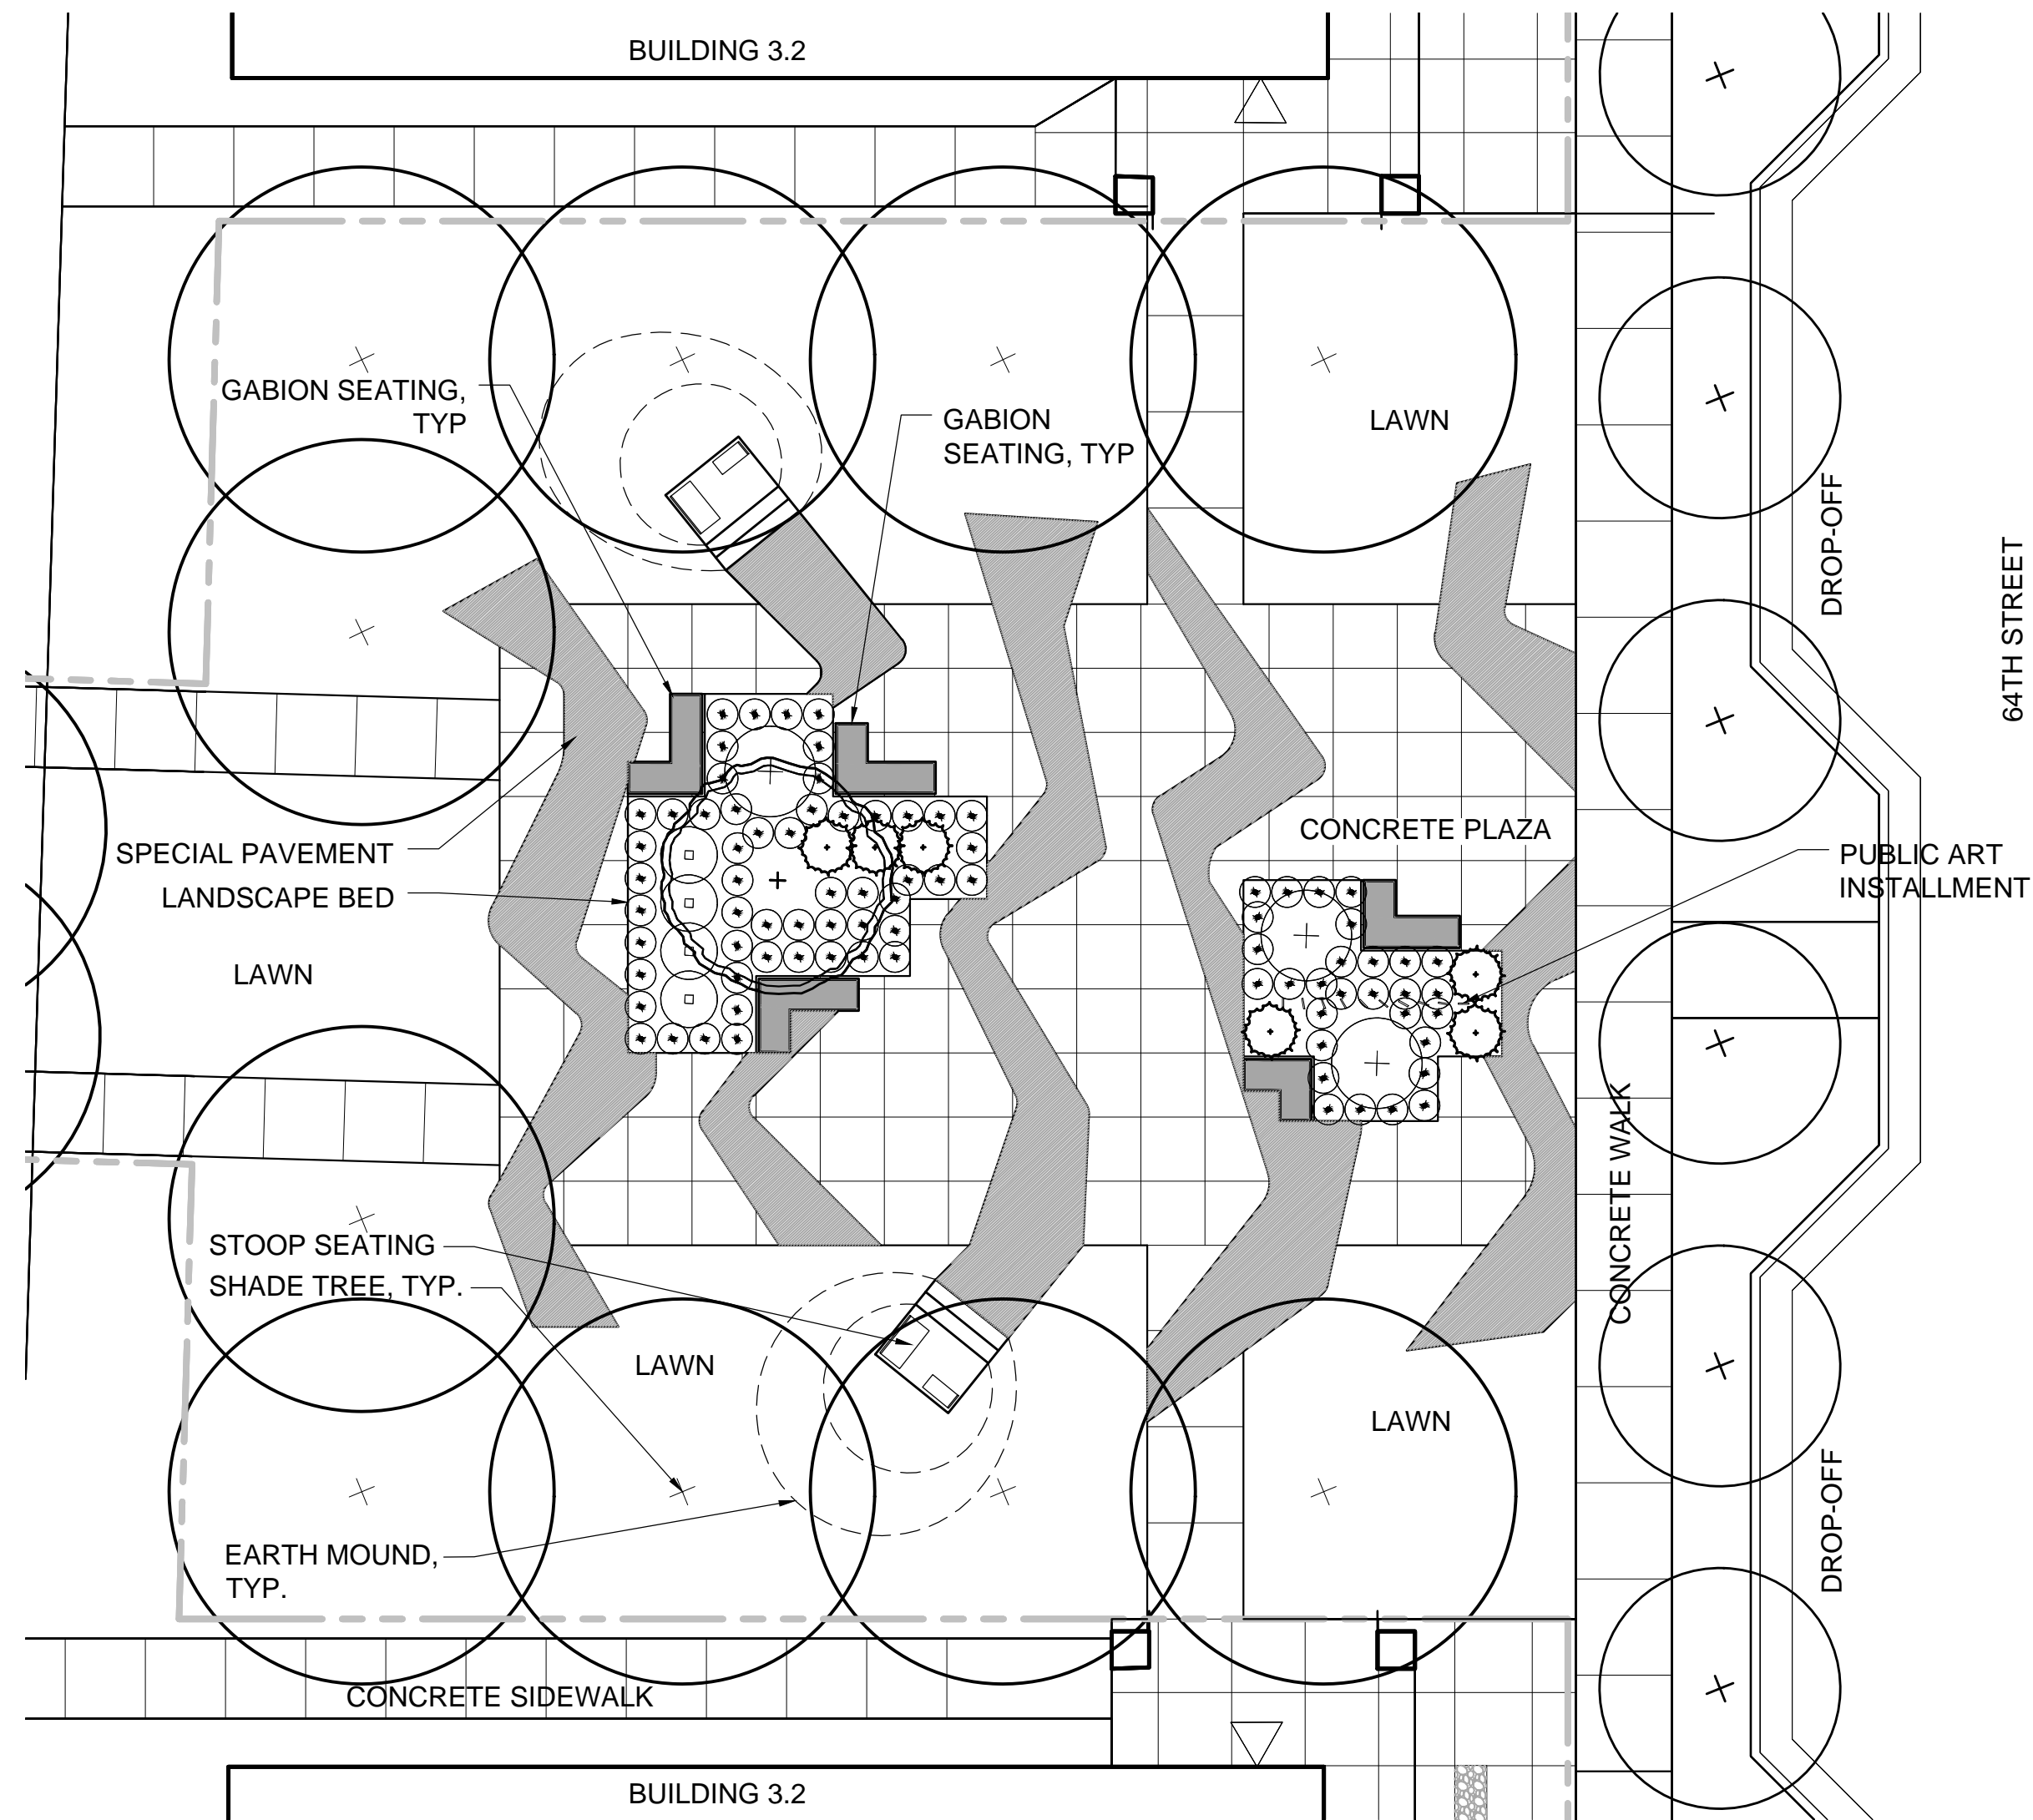 BUILDING 3.2
GABION SEATING,
TYP
GABION
SEATING, TYP
LAWN
DROP-OFF
64TH STREET
CONCRETE PLAZA
SPECIAL PAVEMENT
LANDSCAPE BED
PUBLIC ART
INSTALLMENT
LAWN
CONCRETE WALK
STOOP SEATING
SHADE TREE, TYP.
LAWN
LAWN
DROP-OFF
EARTH MOUND,
TYP.
CONCRETE SIDEWALK
BUILDING 3.2